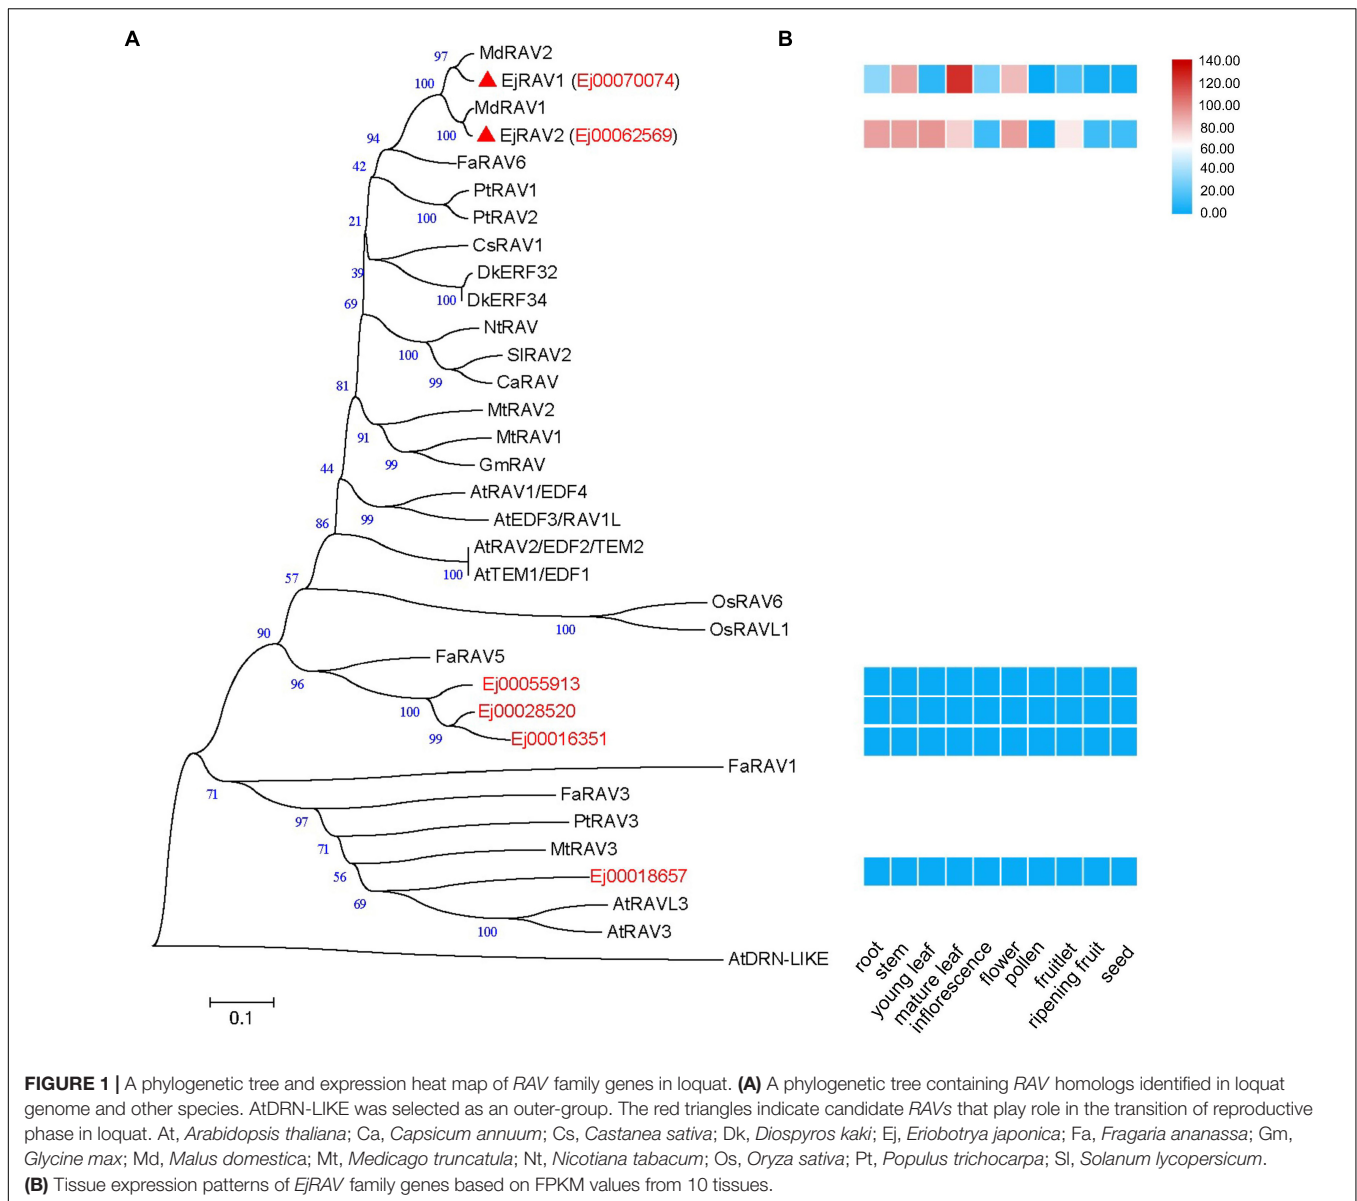 A
B
MdRAV2
EjRAV1 (Ej00070074)
MdRAV1
EjRAV2 (Ej00062569)
FaRAV6
PtRAV1
PtRAV2
CsRAV1
DkERF32
DkERF34
NtRAV
SlRAV2
CaRAV
MtRAV2
MtRAV1
GmRAV
AtRAV1/EDF4
AtEDF3/RAV1L
AtRAV2/EDF2/TEM2
AtTEM1/EDF1
OsRAV6
OsRAVL1
FaRAV5
Ej00055913
Ej00028520
Ej00016351
FaRAV1
FaRAV3
PtRAV3
MtRAV3
Ej00018657
AtRAVL3
AtRAV3
AtDRN-LIKE
97
100
100
94
42
100
21
39
100
69
100
99
81
91
99
44
99
86
100
57
100
90
96
100
99
71
97
71
56
69
100
0.1
140.00
120.00
100.00
80.00
60.00
40.00
20.00
0.00
root
stem
young leaf
mature leaf
inflorescence
flower
pollen
fruitlet
ripening fruit
seed
FIGURE 1 | A phylogenetic tree and expression heat map of RAV family genes in loquat. (A) A phylogenetic tree containing RAV homologs identified in loquat
genome and other species. AtDRN-LIKE was selected as an outer-group. The red triangles indicate candidate RAVs that play role in the transition of reproductive
phase in loquat. At, Arabidopsis thaliana; Ca, Capsicum annuum; Cs, Castanea sativa; Dk, Diospyros kaki; Ej, Eriobotrya japonica; Fa, Fragaria ananassa; Gm,
Glycine max; Md, Malus domestica; Mt, Medicago truncatula; Nt, Nicotiana tabacum; Os, Oryza sativa; Pt, Populus trichocarpa; Sl, Solanum lycopersicum.
(B) Tissue expression patterns of EjRAV family genes based on FPKM values from 10 tissues.